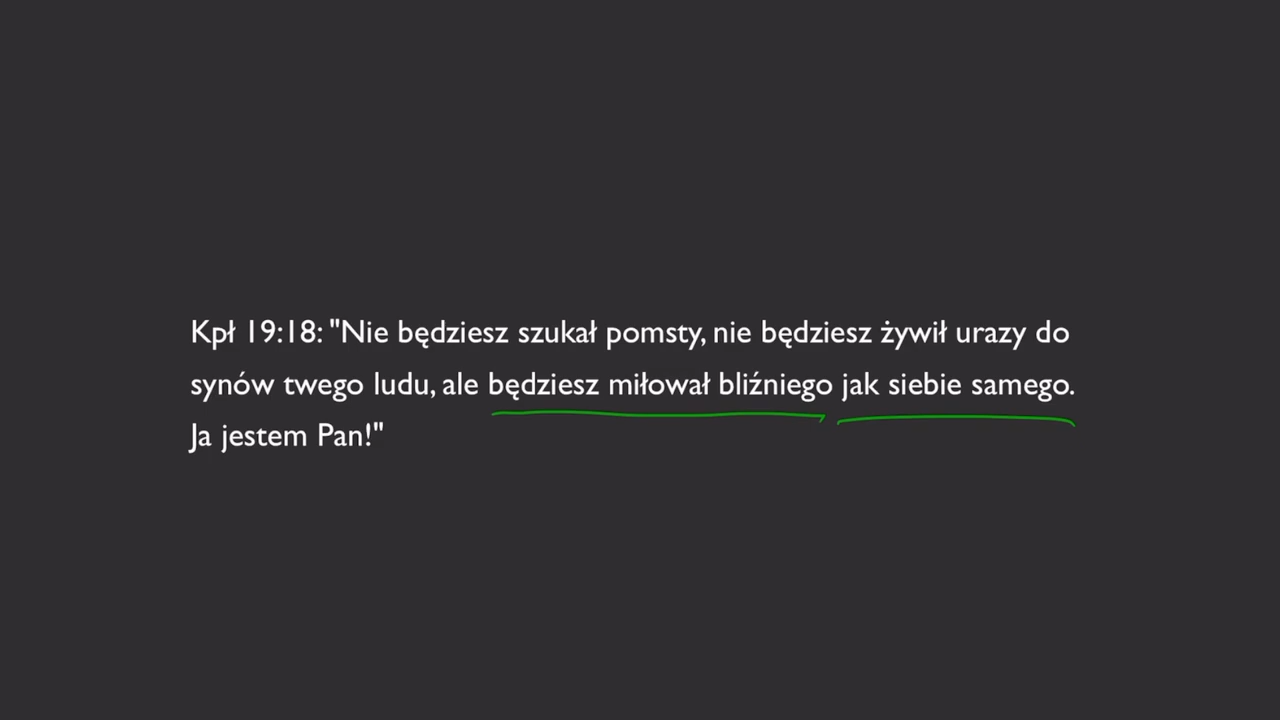 Kpł 19:18: "Nie będziesz szukał pomsty, nie będziesz żywił urazy do
synów twego ludu, ale będziesz miłował bliźniego jak siebie samego.
Ja jestem Pan!"